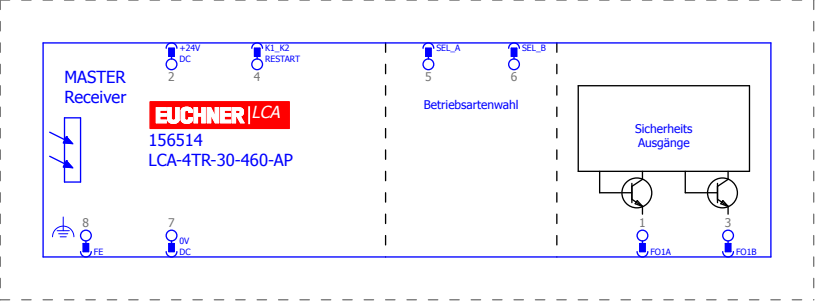 +24V
DC
K1_K2
RESTART
SEL_A
SEL_B
2
4
5
6
MASTER
Receiver
EUCHNER LCA
156514
LCA-4TR-30-460-AP
Betriebsartenwahl
Sicherheits
Ausgänge
8
7
1
3
FE
0V
DC
FO1A
FO1B